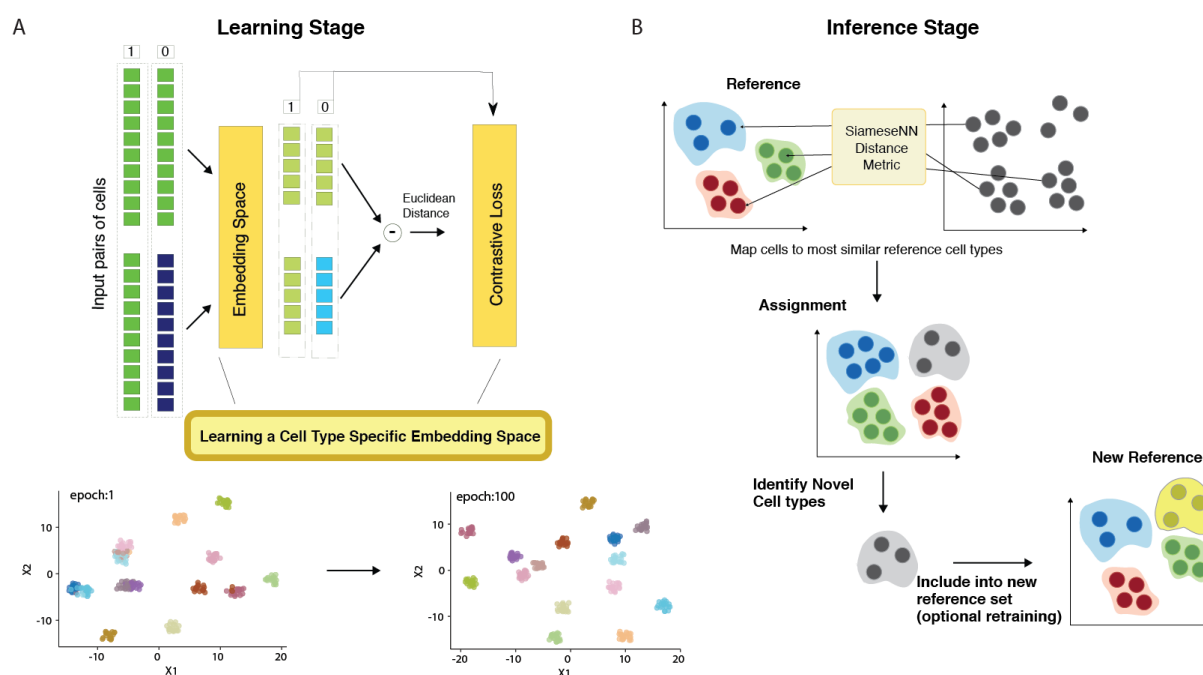 A
Learning Stage
1 0
Input pairs of cells
Embedding Space
1 0
-
Euclidean
Distance
Contrastive Loss
Learning a Cell Type Specific Embedding Space
epoch:1
X2
10
0
-10
-10 0 10 20
X1
epoch:100
X2
10
0
-10
-20 -10 0 10 20
X1
B
Inference Stage
Reference
SiameseNN
Distance
Metric
Map cells to most similar reference cell types
Assignment
Identify Novel
Cell types
Include into new
reference set
(optional retraining)
New Reference